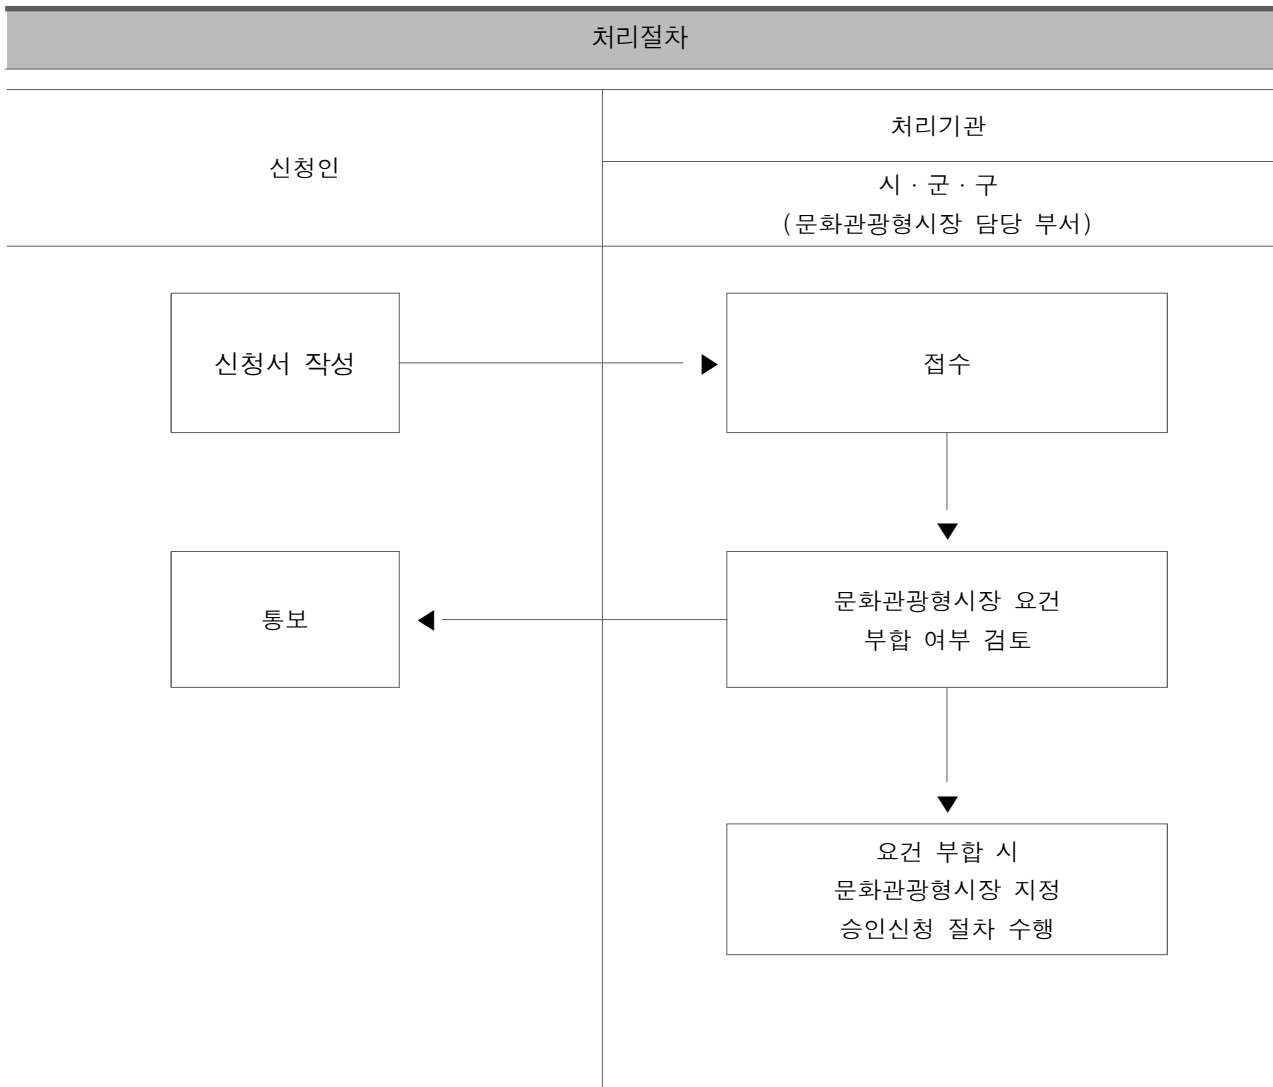 처리절차
신청인
처리기관
시·군·구
(문화관광형시장 담당 부서)
신청서 작성
접수
통보
문화관광형시장 요건
부합 여부 검토
요건 부합 시
문화관광형시장 지정
승인신청 절차 수행